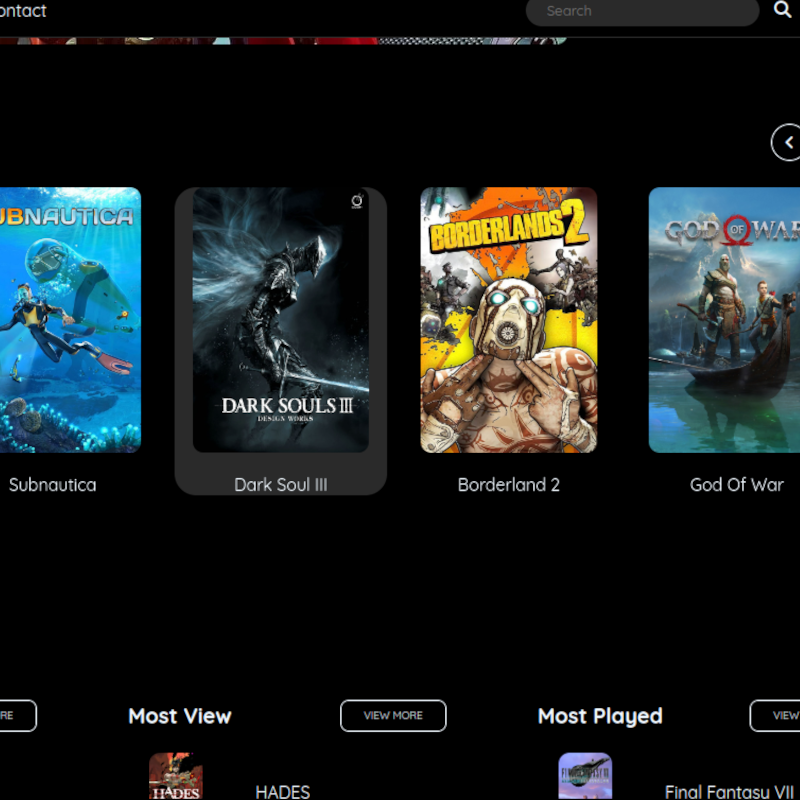 ontact
Search
UBNAUTICA
DARK SOULS III
DESIGN WORKS
BORDERLANDS 2
GOD OF WAR
Subnautica
Dark Soul III
Borderland 2
God Of War
RE
Most View
VIEW MORE
Most Played
VIEW
HADES
HADES
Final Fantasy VII